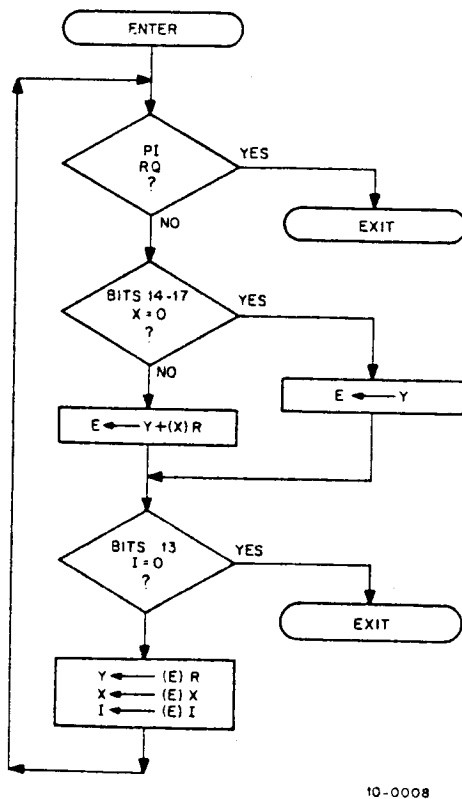 ENTER
PI
RQ
?
YES
EXIT
NO
BITS 14-17
X = 0
?
YES
NO
E ← Y
E ← Y+(X) R
BITS 13
I = 0
?
YES
EXIT
Y ← (E) R
X ← (E) X
I ← (E) I
10-0008